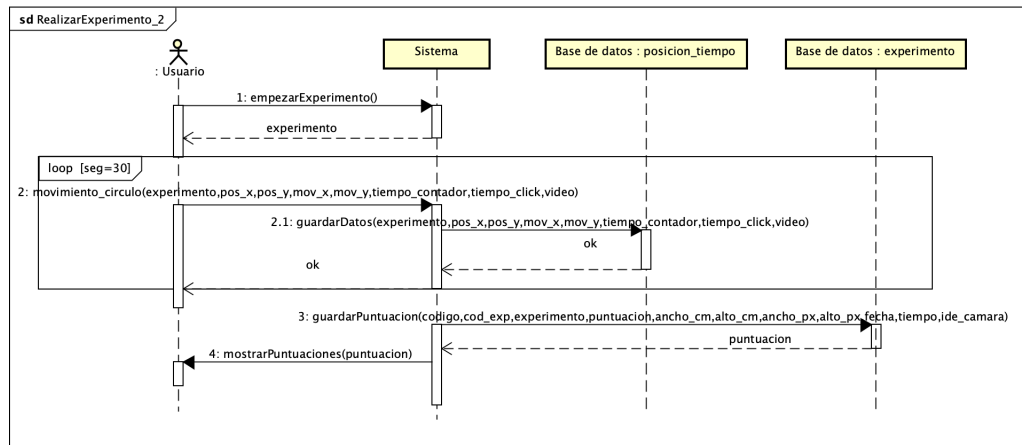 sd RealizarExperimento_2
: Usuario
Sistema
Base de datos : posicion_tiempo
Base de datos : experimento
1: empezarExperimento()
experimento
loop [seg=30]
2: movimiento_circulo(experimento,pos_x,pos_y,mov_x,mov_y,tiempo_contador,tiempo_click,video)
2.1: guardarDatos(experimento,pos_x,pos_y,mov_x,mov_y,tiempo_contador,tiempo_click,video)
ok
ok
3: guardarPuntuacion(codigo,cod_exp,experimento,puntuacion,ancho_cm,alto_cm,ancho_px,alto_px,fecha,tiempo,ide_camara)
puntuacion
4: mostrarPuntuaciones(puntuacion)